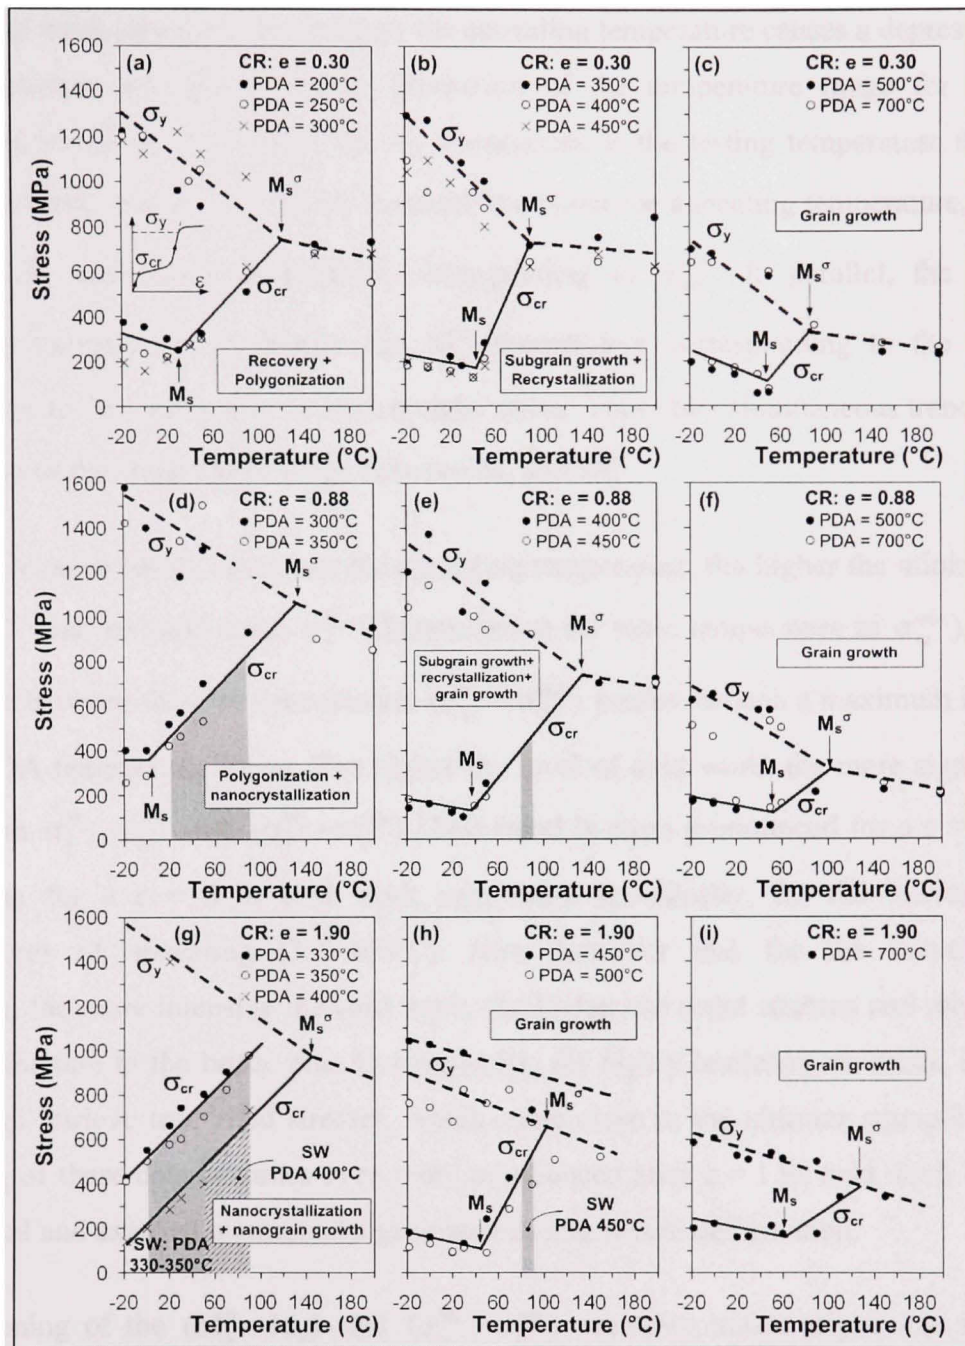 Stress (MPa)
1600
1400
1200
1000
800
600
400
200
0
(a)
CR: e = 0.30
● PDA = 200°C
○ PDA = 250°C
× PDA = 300°C
σy
Msσ
σy
σcr
ε
σcr
Ms
Recovery +
Polygonization
-20 20 60 100 140 180
Temperature (°C)
(b)
CR: e = 0.30
● PDA = 350°C
○ PDA = 400°C
× PDA = 450°C
σy
Msσ
Ms
σcr
Subgrain growth +
Recrystallization
-20 20 60 100 140 180
Temperature (°C)
(c)
CR: e = 0.30
● PDA = 500°C
○ PDA = 700°C
Grain growth
σy
Msσ
Ms
σcr
-20 20 60 100 140 180
Temperature (°C)
Stress (MPa)
1600
1400
1200
1000
800
600
400
200
0
(d)
CR: e = 0.88
● PDA = 300°C
○ PDA = 350°C
σy
Msσ
σcr
Ms
Polygonization +
nanocrystallization
-20 20 60 100 140 180
Temperature (°C)
(e)
CR: e = 0.88
● PDA = 400°C
○ PDA = 450°C
σy
Msσ
Subgrain growth+
recrystallization+
grain growth
σcr
Ms
-20 20 60 100 140 180
Temperature (°C)
(f)
CR: e = 0.88
● PDA = 500°C
○ PDA = 700°C
Grain growth
σy
Msσ
Ms
σcr
-20 20 60 100 140 180
Temperature (°C)
Stress (MPa)
1600
1400
1200
1000
800
600
400
200
0
(g)
CR: e = 1.90
● PDA = 330°C
○ PDA = 350°C
× PDA = 400°C
σy
Msσ
σcr
σcr
SW
PDA 400°C
Nanocrystallization
+ nanograin growth
SW: PDA
330-350°C
-20 20 60 100 140 180
Temperature (°C)
(h)
CR: e = 1.90
● PDA = 450°C
○ PDA = 500°C
Grain growth
σy
Msσ
σcr
Ms
SW
PDA 450°C
-20 20 60 100 140 180
Temperature (°C)
(i)
CR: e = 1.90
● PDA = 700°C
Grain growth
σy
Msσ
Ms
σcr
-20 20 60 100 140 180
Temperature (°C)